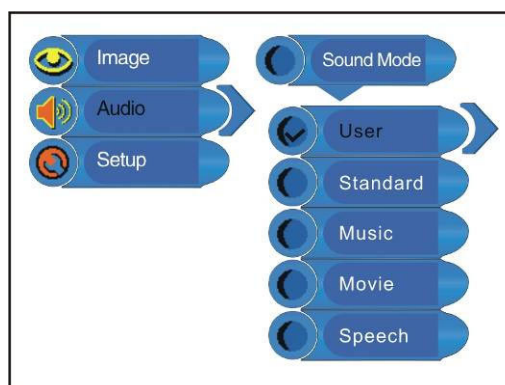 Image
Audio
Setup
Sound Mode
User
Standard
Music
Movie
Speech